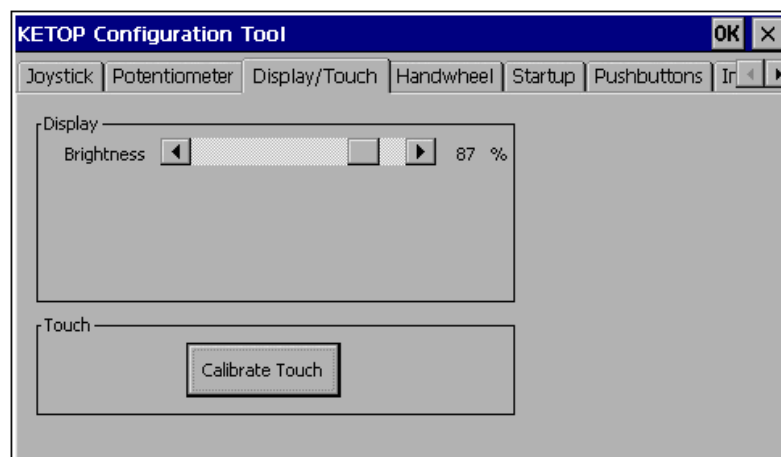 KETOP Configuration Tool OK ×
Joystick Potentiometer Display/Touch Handwheel Startup Pushbuttons
Display
Brightness 87 %
Touch
Calibrate Touch